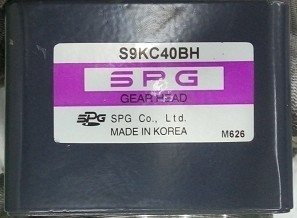 S9KC40BH
SPG
GEAR HEAD
SPG SPG Co., Ltd.
MADE IN KOREA
M626